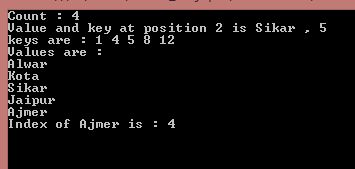 Count : 4
Value and key at position 2 is Sikar , 5
keys are : 1 4 5 8 12
Values are :
Alwar
Kota
Sikar
Jaipur
Ajmer
Index of Ajmer is : 4